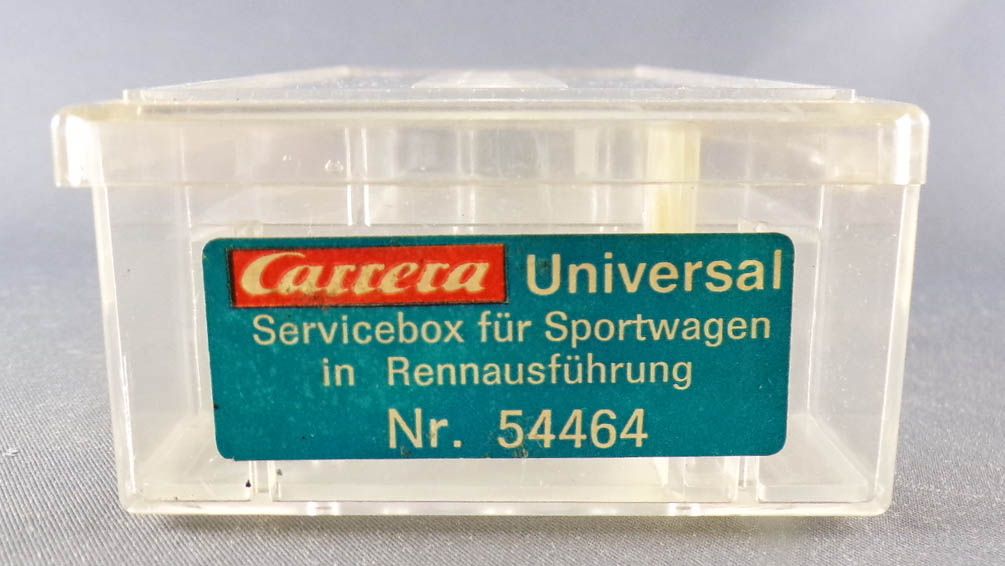 Carrera Universal
Servicebox für Sportwagen
in Rennausführung
Nr. 54464